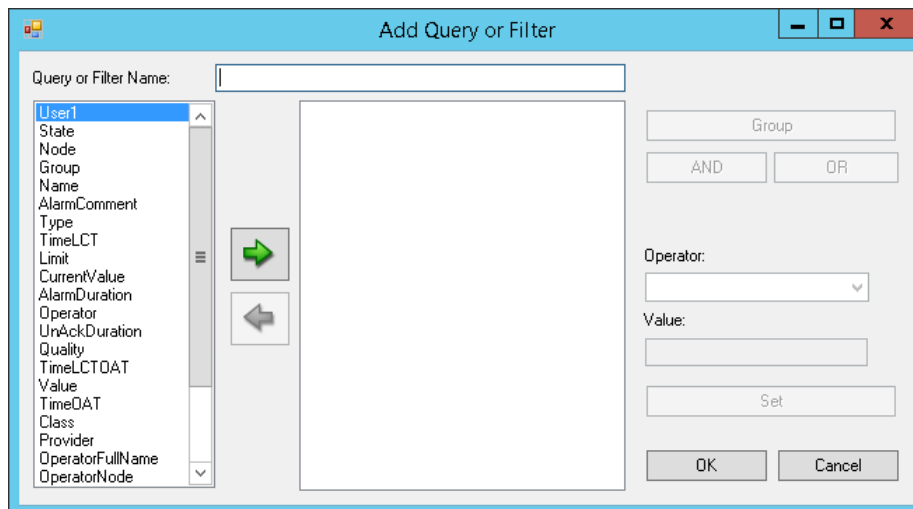 Add Query or Filter
Query or Filter Name:
User1
State
Node
Group
Name
AlarmComment
Type
TimeLCT
Limit
CurrentValue
AlarmDuration
Operator
UnAckDuration
Quality
TimeLCTOAT
Value
TimeOAT
Class
Provider
OperatorFullName
OperatorNode
Group
AND OR
Operator:
Value:
Set
OK Cancel